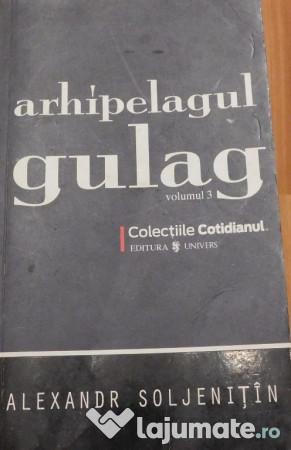 arhipelagul
gulag
volumul 3
Colecțiile Cotidianul.
EDITURA UNIVERS
ALEXANDR SOLJENIȚÎN
lajumate.ro